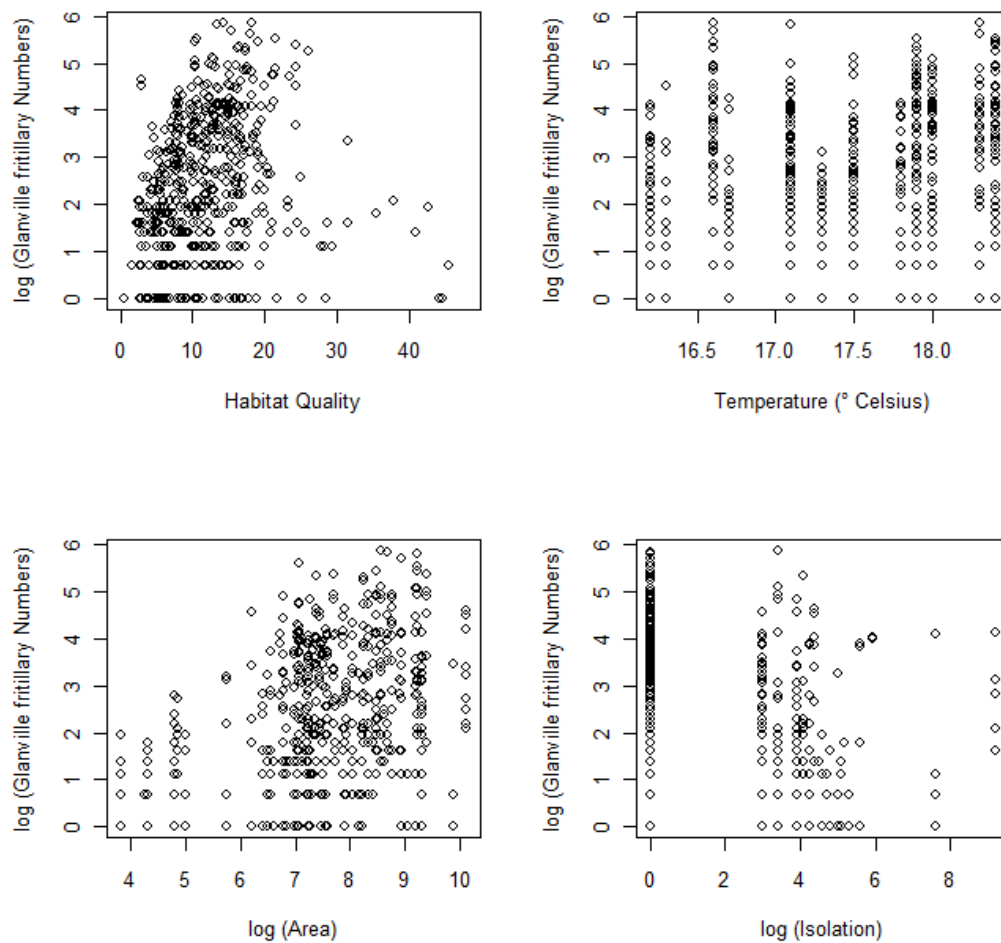 log (Glanville fritillary Numbers)
0 1 2 3 4 5 6
0 10 20 30 40
Habitat Quality
log (Glanville fritillary Numbers)
0 1 2 3 4 5 6
16.5 17.0 17.5 18.0
Temperature (° Celsius)
log (Glanville fritillary Numbers)
0 1 2 3 4 5 6
4 5 6 7 8 9 10
log (Area)
log (Glanville fritillary Numbers)
0 1 2 3 4 5 6
0 2 4 6 8
log (Isolation)